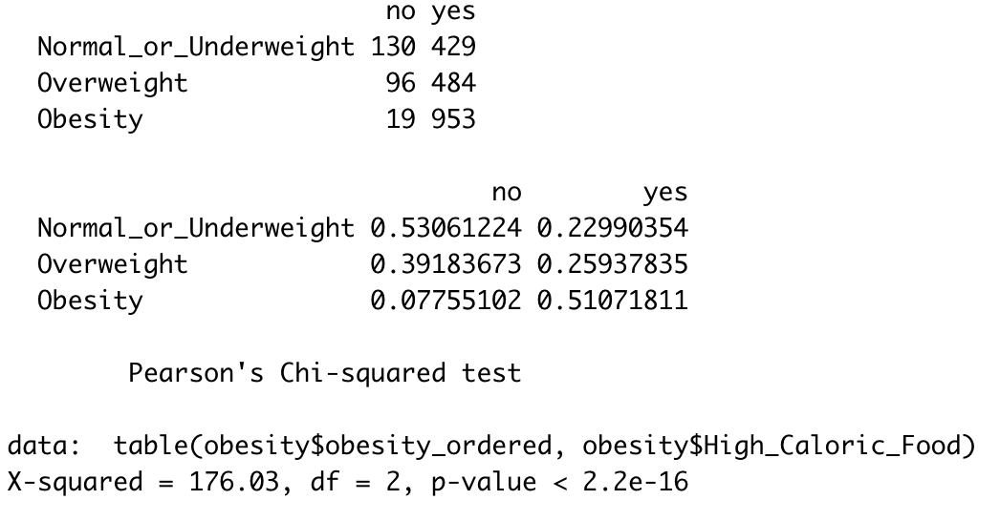 no yes
Normal_or_Underweight 130 429
Overweight 96 484
Obesity 19 953
no yes
Normal_or_Underweight 0.53061224 0.22990354
Overweight 0.39183673 0.25937835
Obesity 0.07755102 0.51071811
Pearson's Chi-squared test
data:  table(obesity$obesity_ordered, obesity$High_Caloric_Food)
X-squared = 176.03, df = 2, p-value < 2.2e-16